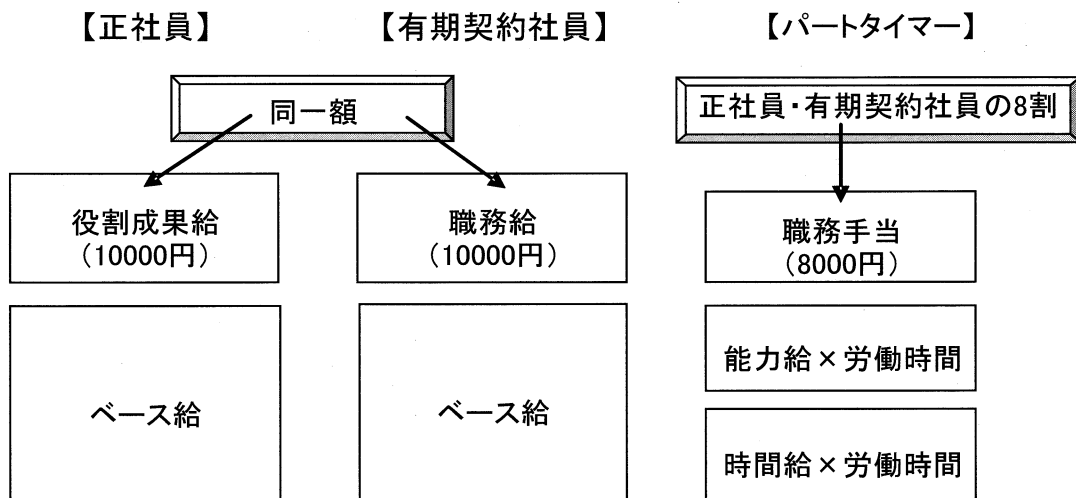 【正社員】
【有期契約社員】
【パートタイマー】
同一額
正社員・有期契約社員の8割
役割成果給
(10000円)
職務給
(10000円)
職務手当
(8000円)
ベース給
ベース給
能力給×労働時間
時間給×労働時間